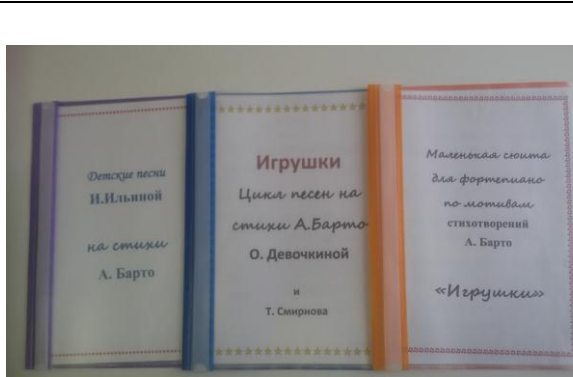 Детские песни
И.Ильиной
на стихи
А. Барто
Игрушки
Цикл песен на
стихи А.Барто
О. Девочкиной
и
Т. Смирнова
Маленькая сюита
для фортепиано
по мотивам
стихотворений
А. Барто
«Игрушки»